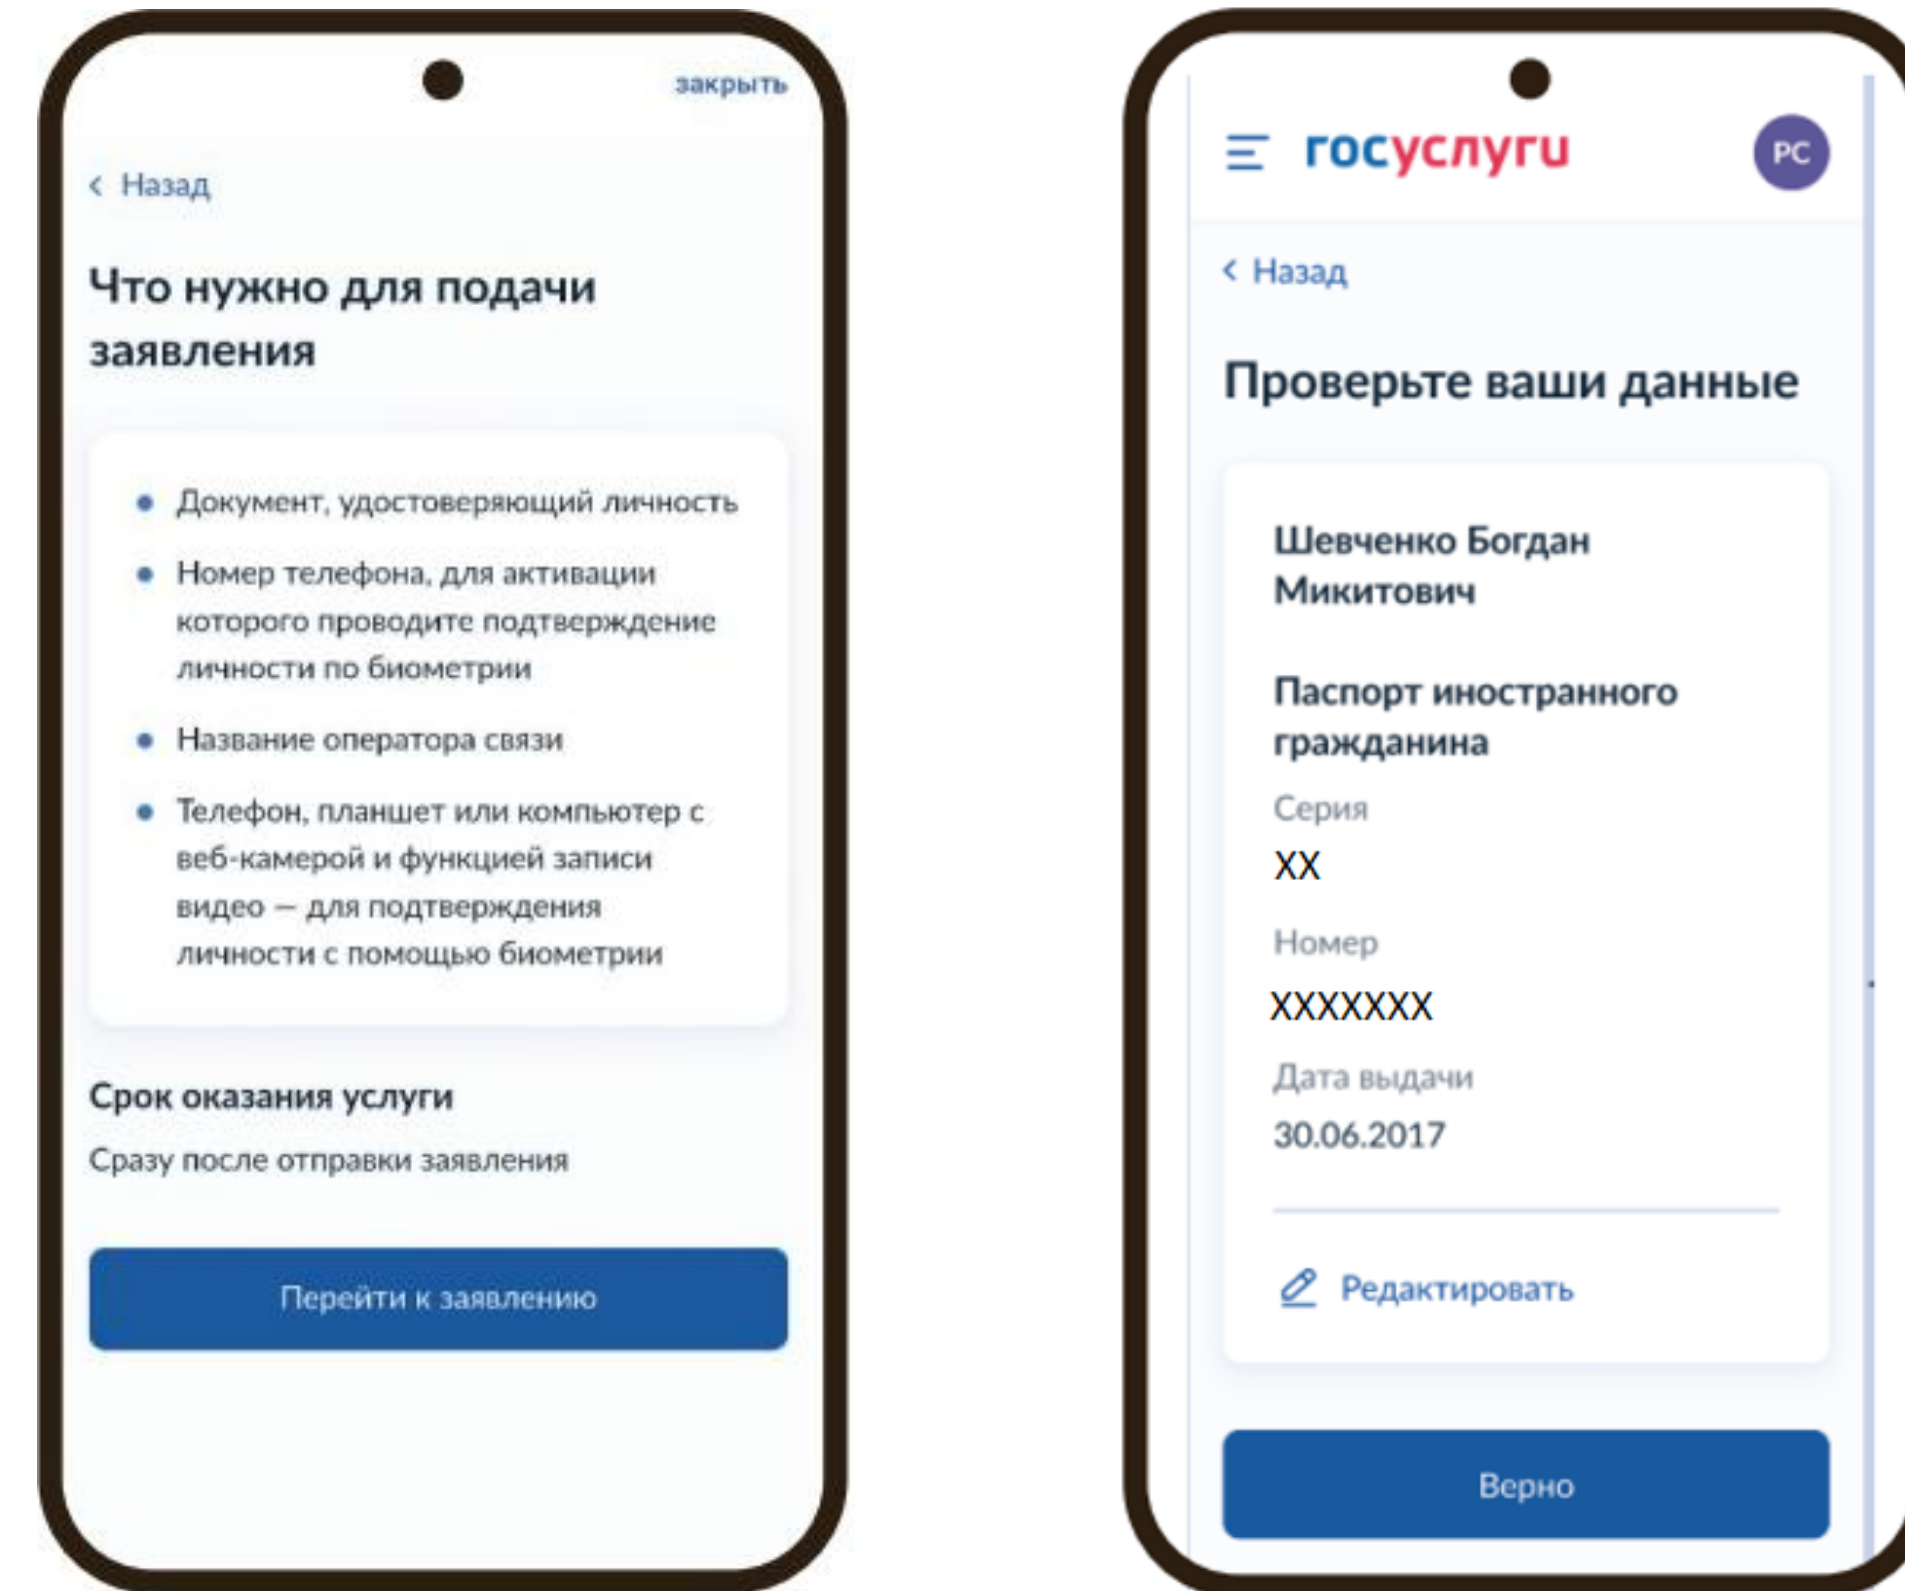 закрыть
Назад
Что нужно для подачи
заявления
Документ, удостоверяющий личность
Номер телефона, для активации
которого проводите подтверждение
личности по биометрии
Название оператора связи
Телефон, планшет или компьютер с
веб-камерой и функцией записи
видео — для подтверждения
личности с помощью биометрии
Срок оказания услуги
Сразу после отправки заявления
Перейти к заявлению
госуслуги
РС
Назад
Проверьте ваши данные
Шевченко Богдан
Микитович
Паспорт иностранного
гражданина
Серия
XX
Номер
XXXXXXX
Дата выдачи
30.06.2017
Редактировать
Верно